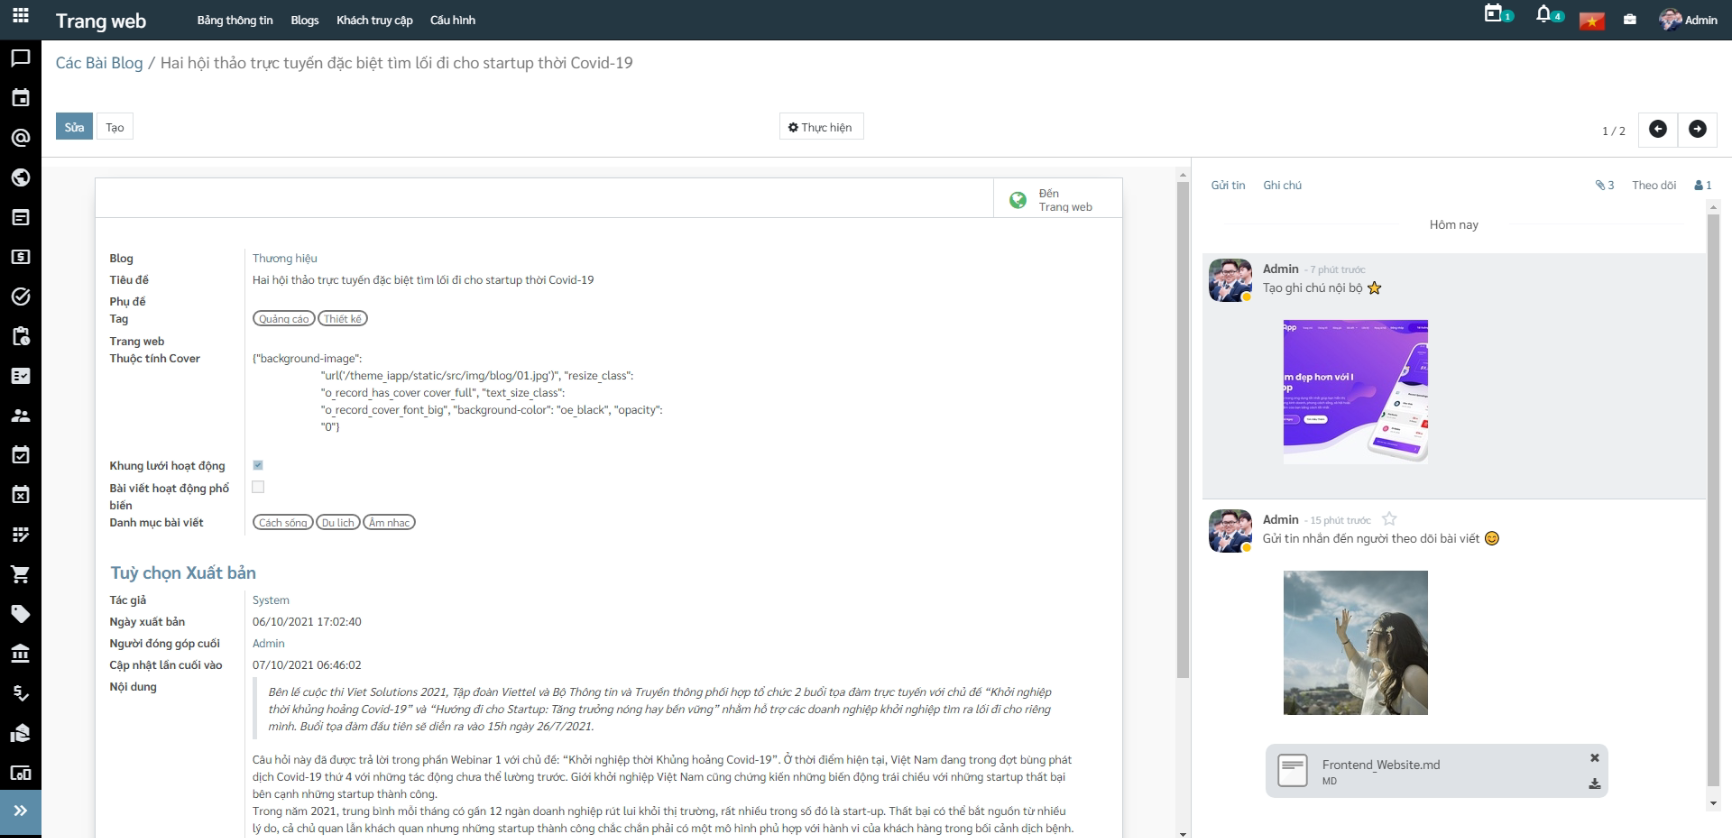 Trang web
Bảng thông tin
Blogs
Khách truy cập
Cấu hình
1
4
Admin
Các Bài Blog / Hai hội thảo trực tuyến đặc biệt tìm lối đi cho startup thời Covid-19
Sửa
Tạo
Thực hiện
1 / 2
Đến
Trang web
Blog
Thương hiệu
Tiêu đề
Hai hội thảo trực tuyến đặc biệt tìm lối đi cho startup thời Covid-19
Phụ đề
Tag
Quảng cáo
Thiết kế
Trang web
Thuộc tính Cover
{"background-image":
"url('/theme_iapp/static/src/img/blog/01.jpg')", "resize_class":
"o_record_has_cover cover_full", "text_size_class":
"o_record_cover_font_big", "background-color": "oe_black", "opacity":
"0"}
Khung lưới hoạt động
Bài viết hoạt động phổ
biến
Danh mục bài viết
Cách sống
Du lịch
Âm nhạc
Tuỳ chọn Xuất bản
Tác giả
System
Ngày xuất bản
06/10/2021 17:02:40
Người đóng góp cuối
Admin
Cập nhật lần cuối vào
07/10/2021 06:46:02
Nội dung
Bên lề cuộc thi Viet Solutions 2021, Tập đoàn Viettel và Bộ Thông tin và Truyền thông phối hợp tổ chức 2 buổi tọa đàm trực tuyến với chủ đề “Khởi nghiệp
thời khủng hoảng Covid-19” và “Hướng đi cho Startup: Tăng trưởng nóng hay bền vững” nhằm hỗ trợ các doanh nghiệp khởi nghiệp tìm ra lối đi cho riêng
mình. Buổi tọa đàm đầu tiên sẽ diễn ra vào 15h ngày 26/7/2021.
Câu hỏi này đã được trả lời trong phần Webinar 1 với chủ đề: “Khởi nghiệp thời Khủng hoảng Covid-19”. Ở thời điểm hiện tại, Việt Nam đang trong đợt bùng phát
dịch Covid-19 thứ 4 với những tác động chưa thể lường trước. Giới khởi nghiệp Việt Nam cũng chứng kiến những biến động trái chiều với những startup thất bại
bên cạnh những startup thành công.
Trong năm 2021, trung bình mỗi tháng có gần 12 ngàn doanh nghiệp rút lui khỏi thị trường, rất nhiều trong số đó là start-up. Thất bại có thể bắt nguồn từ nhiều
lý do, cả chủ quan lẫn khách quan nhưng những startup thành công chắc chắn phải có một mô hình phù hợp với hành vi của khách hàng trong bối cảnh dịch bệnh.
Gửi tin
Ghi chú
3
Theo dõi
1
Hôm nay
Admin - 7 phút trước
Tạo ghi chú nội bộ
App
m đẹp hơn với I
pp
Admin - 15 phút trước
Gửi tin nhắn đến người theo dõi bài viết
Frontend_Website.md
MD